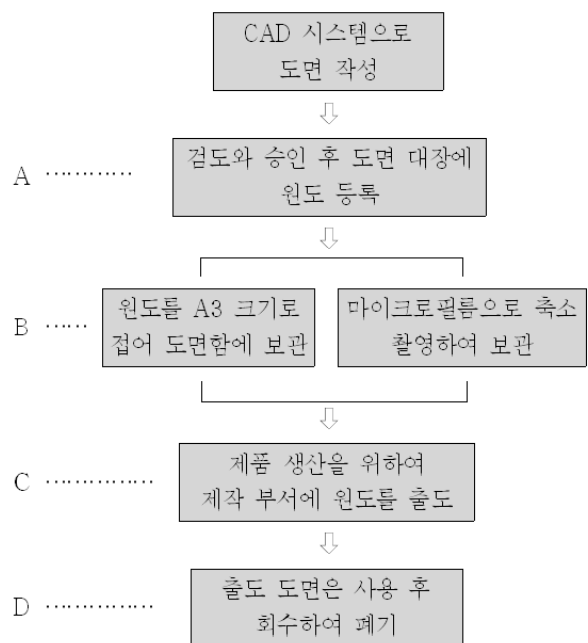 CAD 시스템으로
도면 작성
A ·············
검도와 승인 후 도면 대장에
원도 등록
B ······
원도를 A3 크기로
접어 도면함에 보관
마이크로필름으로 축소
촬영하여 보관
C ················
제품 생산을 위하여
제작 부서에 원도를 출도
D ················
출도 도면은 사용 후
회수하여 폐기